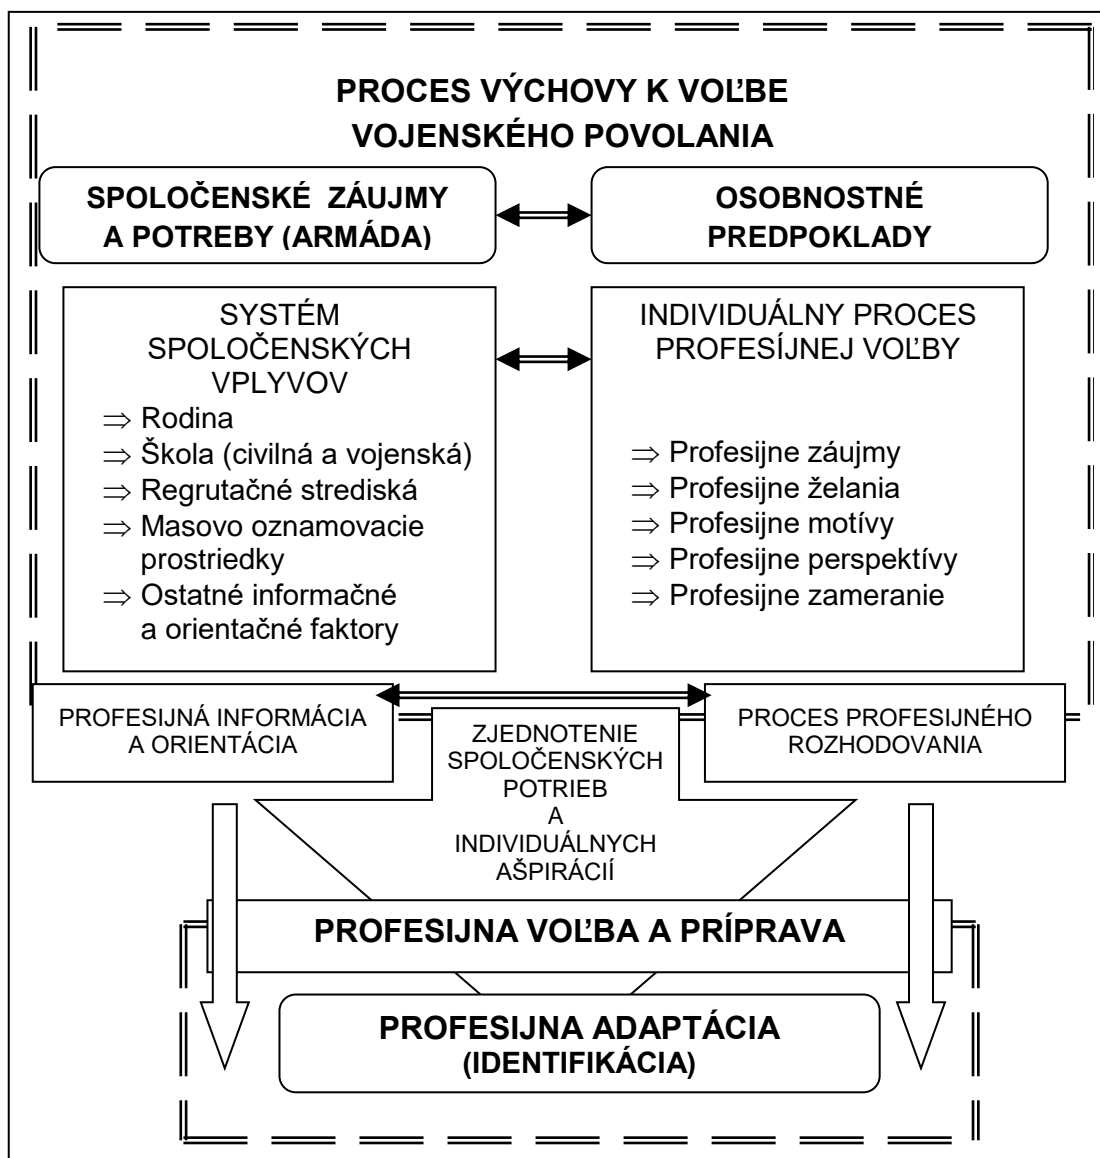 PROCES VÝCHOVY K VOĽBE
VOJENSKÉHO POVOLANIA
SPOLOČENSKÉ ZÁUJMY
A POTREBY (ARMÁDA)
OSOBNOSTNÉ
PREDPOKLADY
SYSTÉM
SPOLOČENSKÝCH
VPLYVOV
⇒ Rodina
⇒ Škola (civilná a vojenská)
⇒ Regrutačné strediská
⇒ Masovo oznamovacie
prostriedky
⇒ Ostatné informačné
a orientačné faktory
INDIVIDUÁLNY PROCES
PROFESÍJNEJ VOĽBY
⇒ Profesijne záujmy
⇒ Profesijne želania
⇒ Profesijne motívy
⇒ Profesijne perspektívy
⇒ Profesijne zameranie
PROFESIJNÁ INFORMÁCIA
A ORIENTÁCIA
ZJEDNOTENIE
SPOLOČENSKÝCH
POTRIEB
A
INDIVIDUÁLNYCH
AŠPIRÁCIÍ
PROCES PROFESIJNÉHO
ROZHODOVANIA
PROFESIJNA VOĽBA A PRÍPRAVA
PROFESIJNA ADAPTÁCIA
(IDENTIFIKÁCIA)